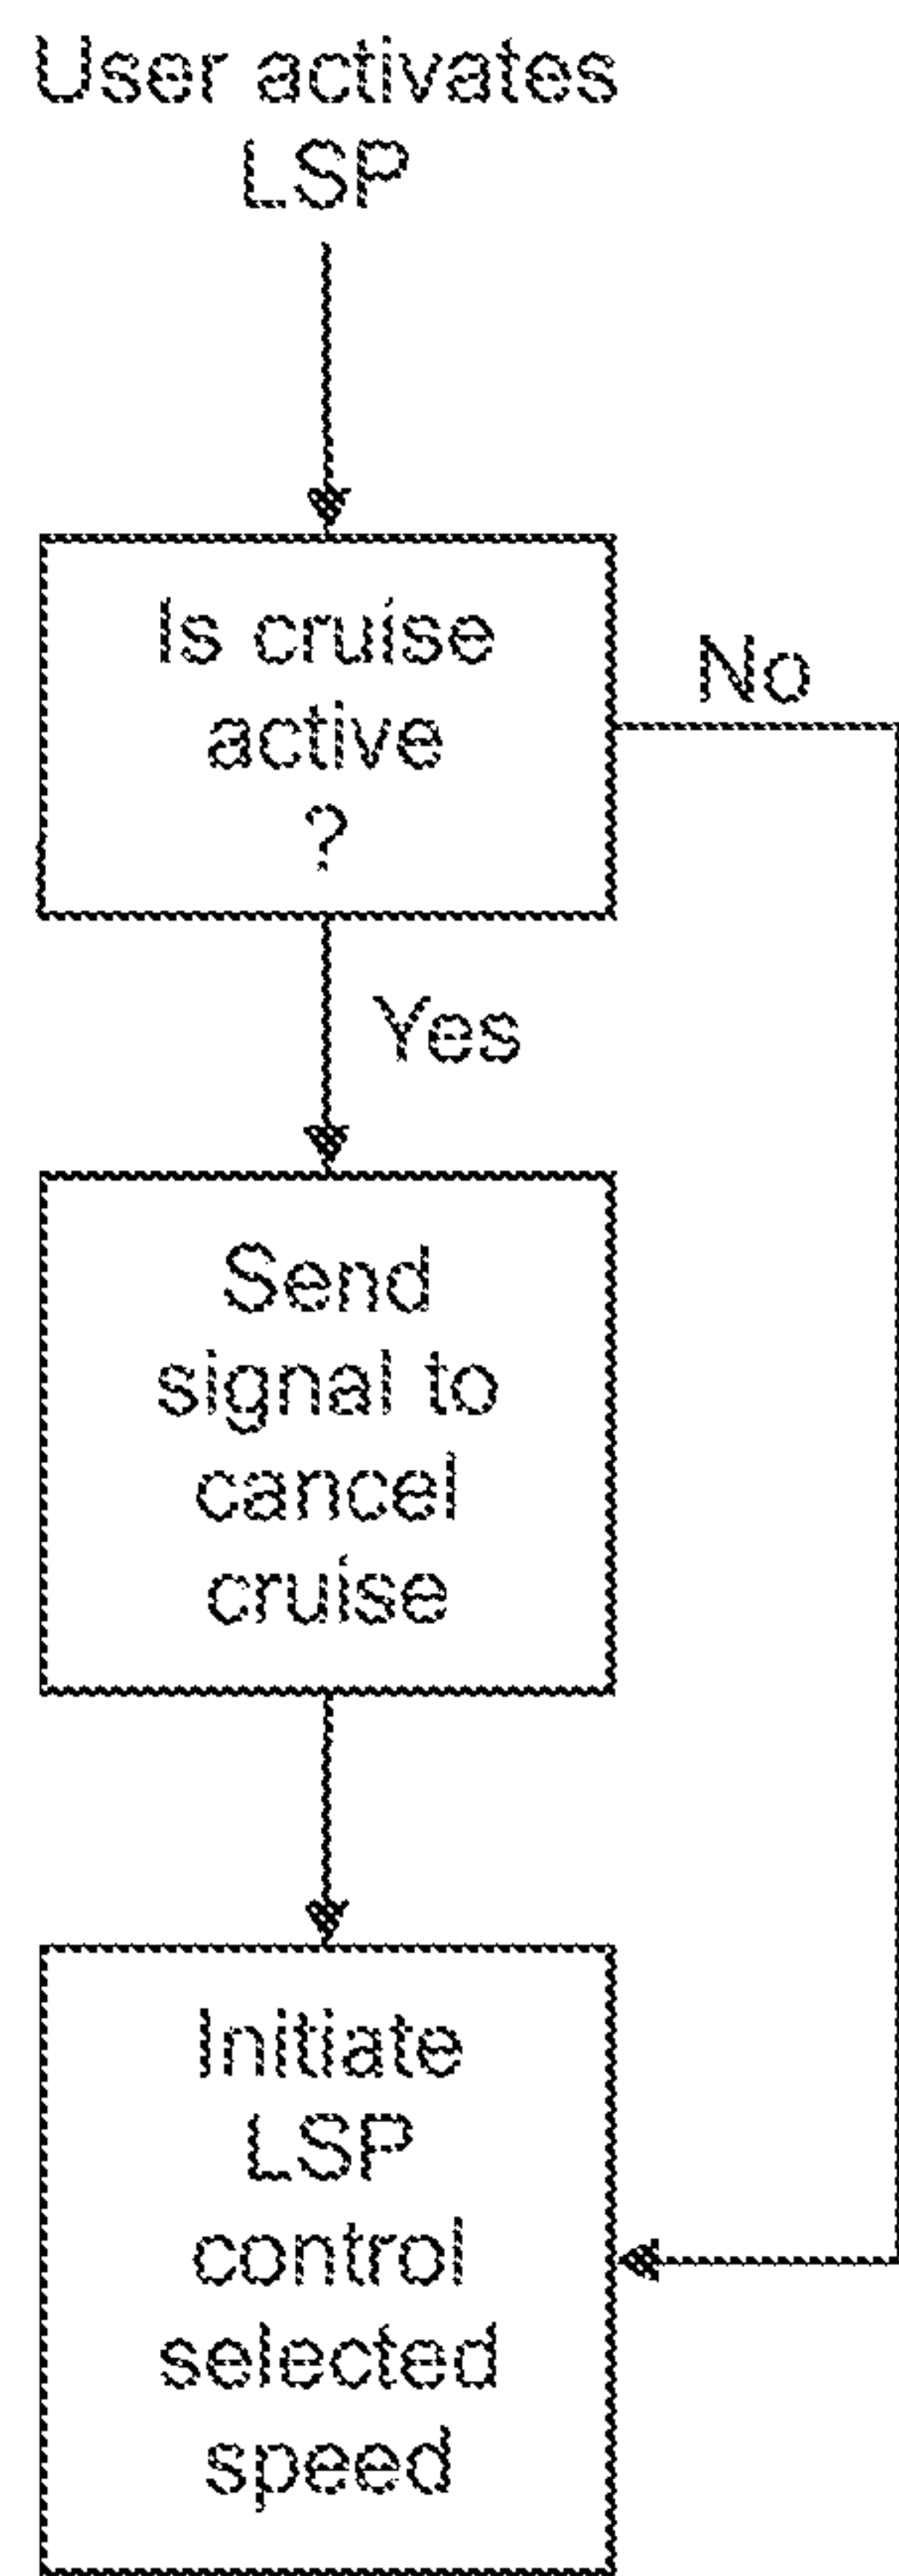 User activates
LSP
Is cruise
active
?
No
Yes
Send
signal to
cancel
cruise
Initiate
LSP
control
selected
speed